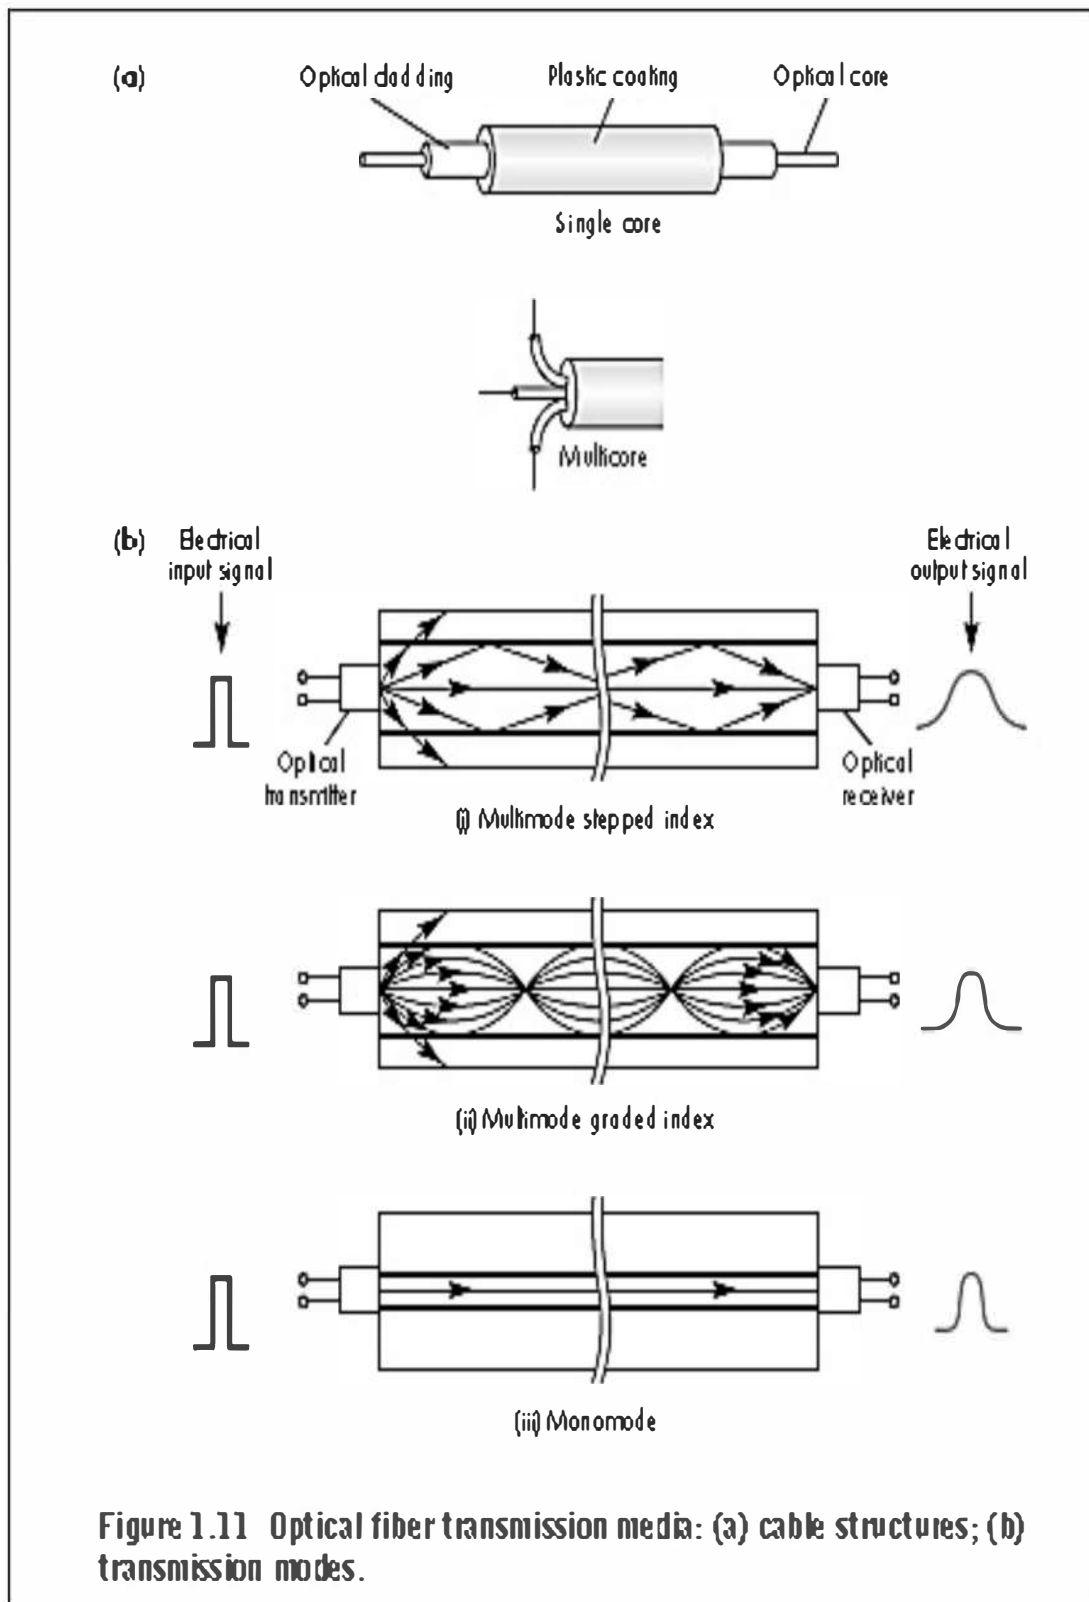 (a)
Optical cladding
Plastic coating
Optical core
Single core
Multicore
(b)
Electrical
input signal
Electrical
output signal
Optical
transmitter
Optical
receiver
(i) Multimode stepped index
(ii) Multimode graded index
(iii) Monomode
Figure 1.11 Optical fiber transmission media: (a) cable structures; (b)
transmission modes.